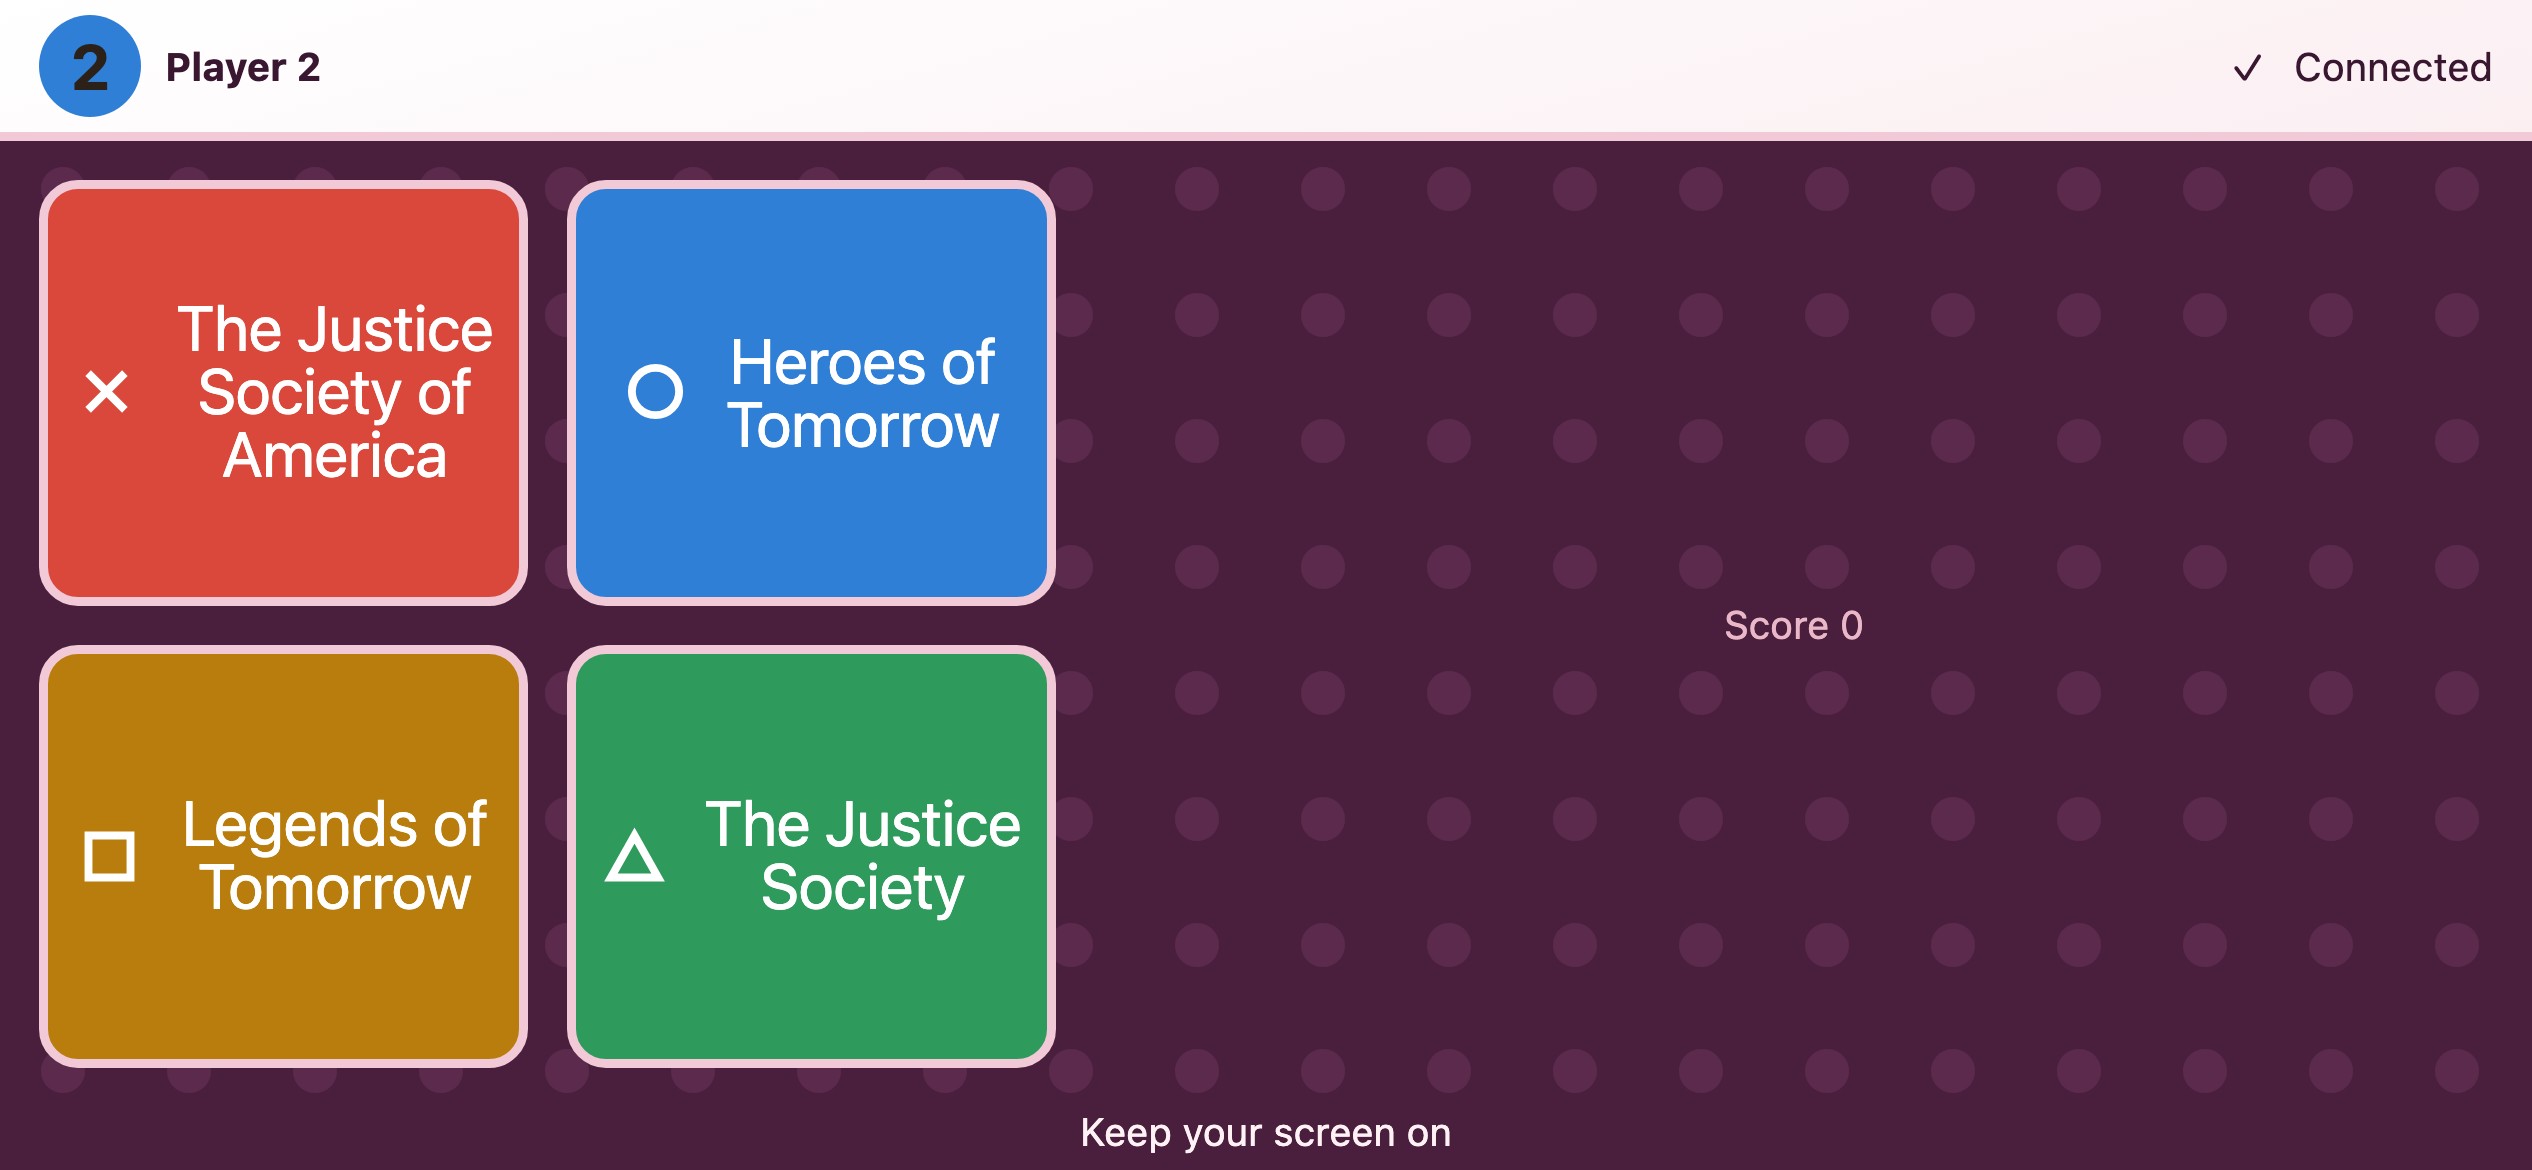 2
Player 2
Connected
The Justice
Society of
America
Heroes of
Tomorrow
Legends of
Tomorrow
The Justice
Society
Score 0
Keep your screen on